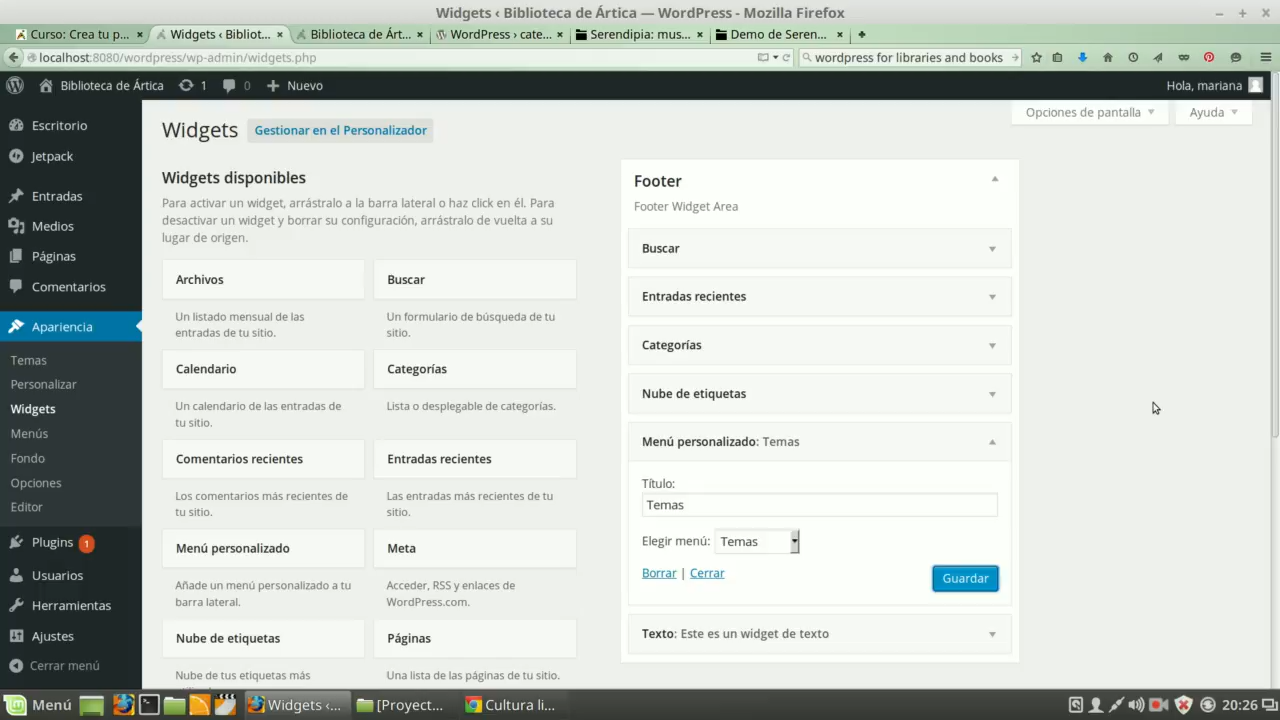 Widgets ‹ Biblioteca de Ártica — WordPress - Mozilla Firefox
Curso: Crea tu p... × Widgets ‹ Bibliot... × Biblioteca de Árt... × WordPress › cate... × Serendipia: mus... × Demo de Seren... ×
localhost:8080/wordpress/wp-admin/widgets.php
wordpress for libraries and books
Biblioteca de Ártica 1 0 Nuevo
Hola, mariana
Escritorio
Jetpack
Entradas
Medios
Páginas
Comentarios
Apariencia
Temas
Personalizar
Widgets
Menús
Fondo
Opciones
Editor
Plugins 1
Usuarios
Herramientas
Ajustes
Cerrar menú
Widgets
Gestionar en el Personalizador
Opciones de pantalla
Ayuda
Widgets disponibles
Para activar un widget, arrástralo a la barra lateral o haz click en él. Para
desactivar un widget y borrar su configuración, arrástralo de vuelta a su
lugar de origen.
Archivos
Un listado mensual de las
entradas de tu sitio.
Buscar
Un formulario de búsqueda de tu
sitio.
Calendario
Un calendario de las entradas de
tu sitio.
Categorías
Lista o desplegable de categorías.
Comentarios recientes
Los comentarios más recientes de
tu sitio.
Entradas recientes
Las entradas más recientes de tu
sitio.
Menú personalizado
Añade un menú personalizado a tu
barra lateral.
Meta
Acceder, RSS y enlaces de
WordPress.com.
Nube de etiquetas
Nube de tus etiquetas más
Páginas
Una lista de las páginas de tu sitio.
Footer
Footer Widget Area
Buscar
Entradas recientes
Categorías
Nube de etiquetas
Menú personalizado: Temas
Título:
Temas
Elegir menú: Temas
Borrar | Cerrar
Guardar
Texto: Este es un widget de texto
Menú
Widgets ‹...
[Proyect...
Cultura li...
20:26